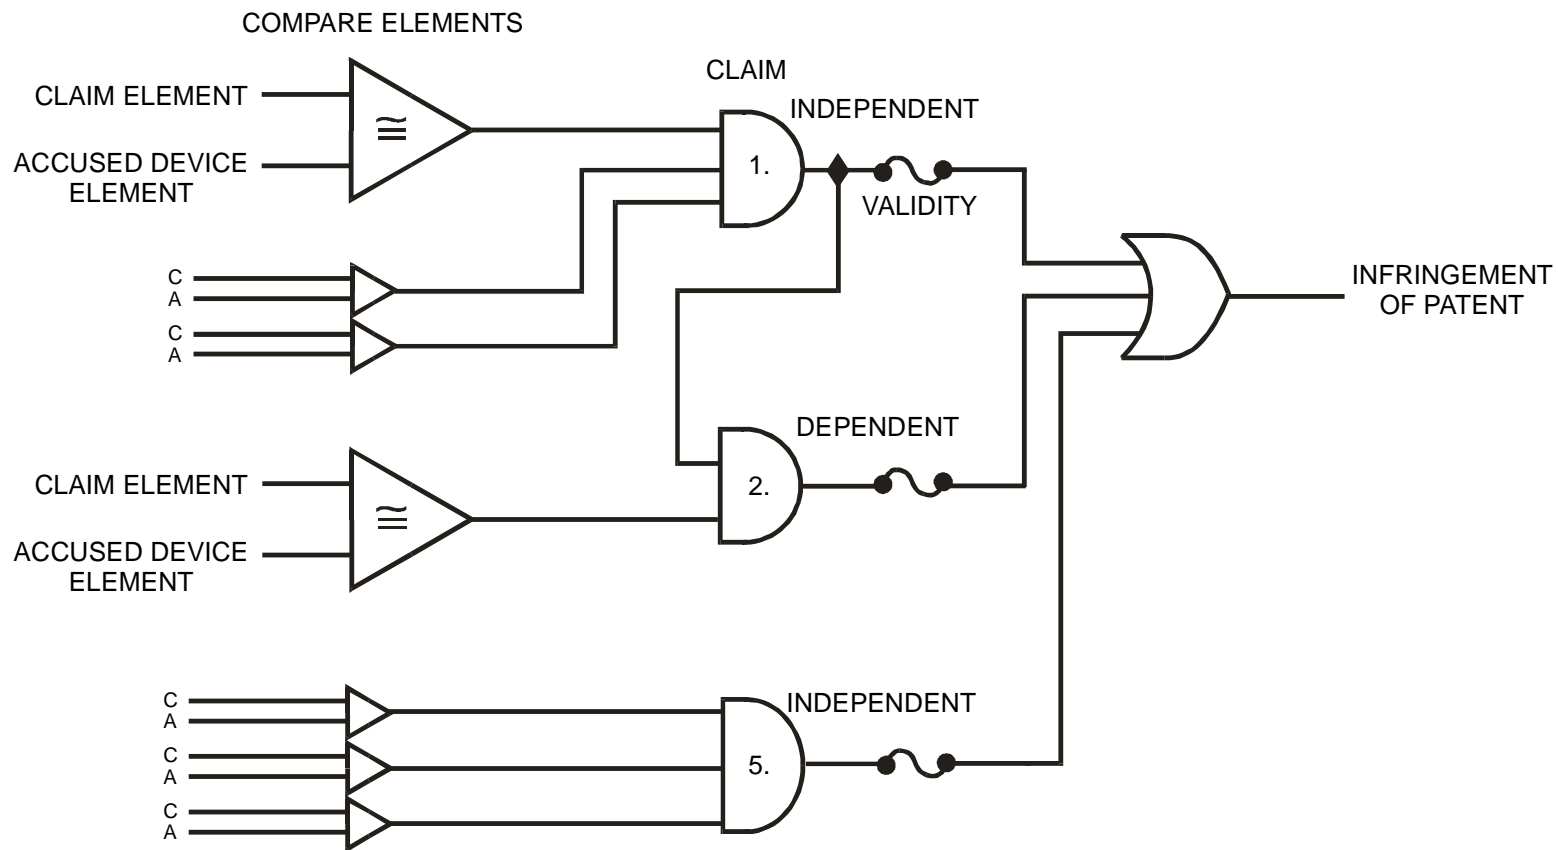 COMPARE ELEMENTS
CLAIM ELEMENT
≅
ACCUSED DEVICE
ELEMENT
CLAIM
INDEPENDENT
1.
VALIDITY
C
A
C
A
INFRINGEMENT
OF PATENT
CLAIM ELEMENT
≅
ACCUSED DEVICE
ELEMENT
DEPENDENT
2.
C
A
C
A
C
A
INDEPENDENT
5.